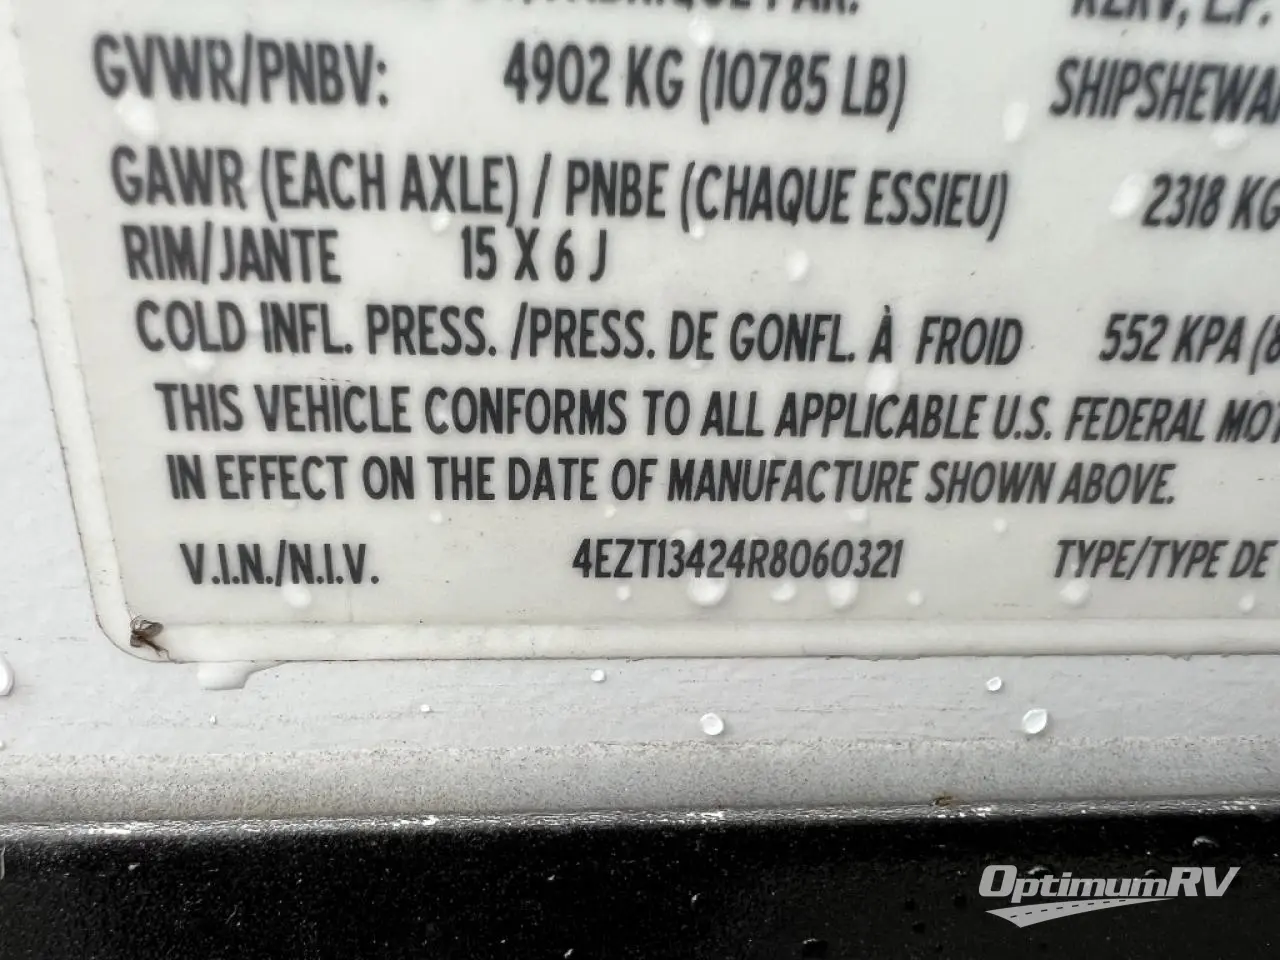 GVWR/PNBV: 4902 KG (10785 LB) SHIPSHEWA
GAWR (EACH AXLE) / PNBE (CHAQUE ESSIEU) 2318 KG
RIM/JANTE 15 X 6 J
COLD INFL. PRESS. /PRESS. DE GONFL. À FROID 552 KPA (8
THIS VEHICLE CONFORMS TO ALL APPLICABLE U.S. FEDERAL MOT
IN EFFECT ON THE DATE OF MANUFACTURE SHOWN ABOVE.
V.I.N./N.I.V. 4EZT13424R8060321 TYPE/TYPE DE
OptimumRV